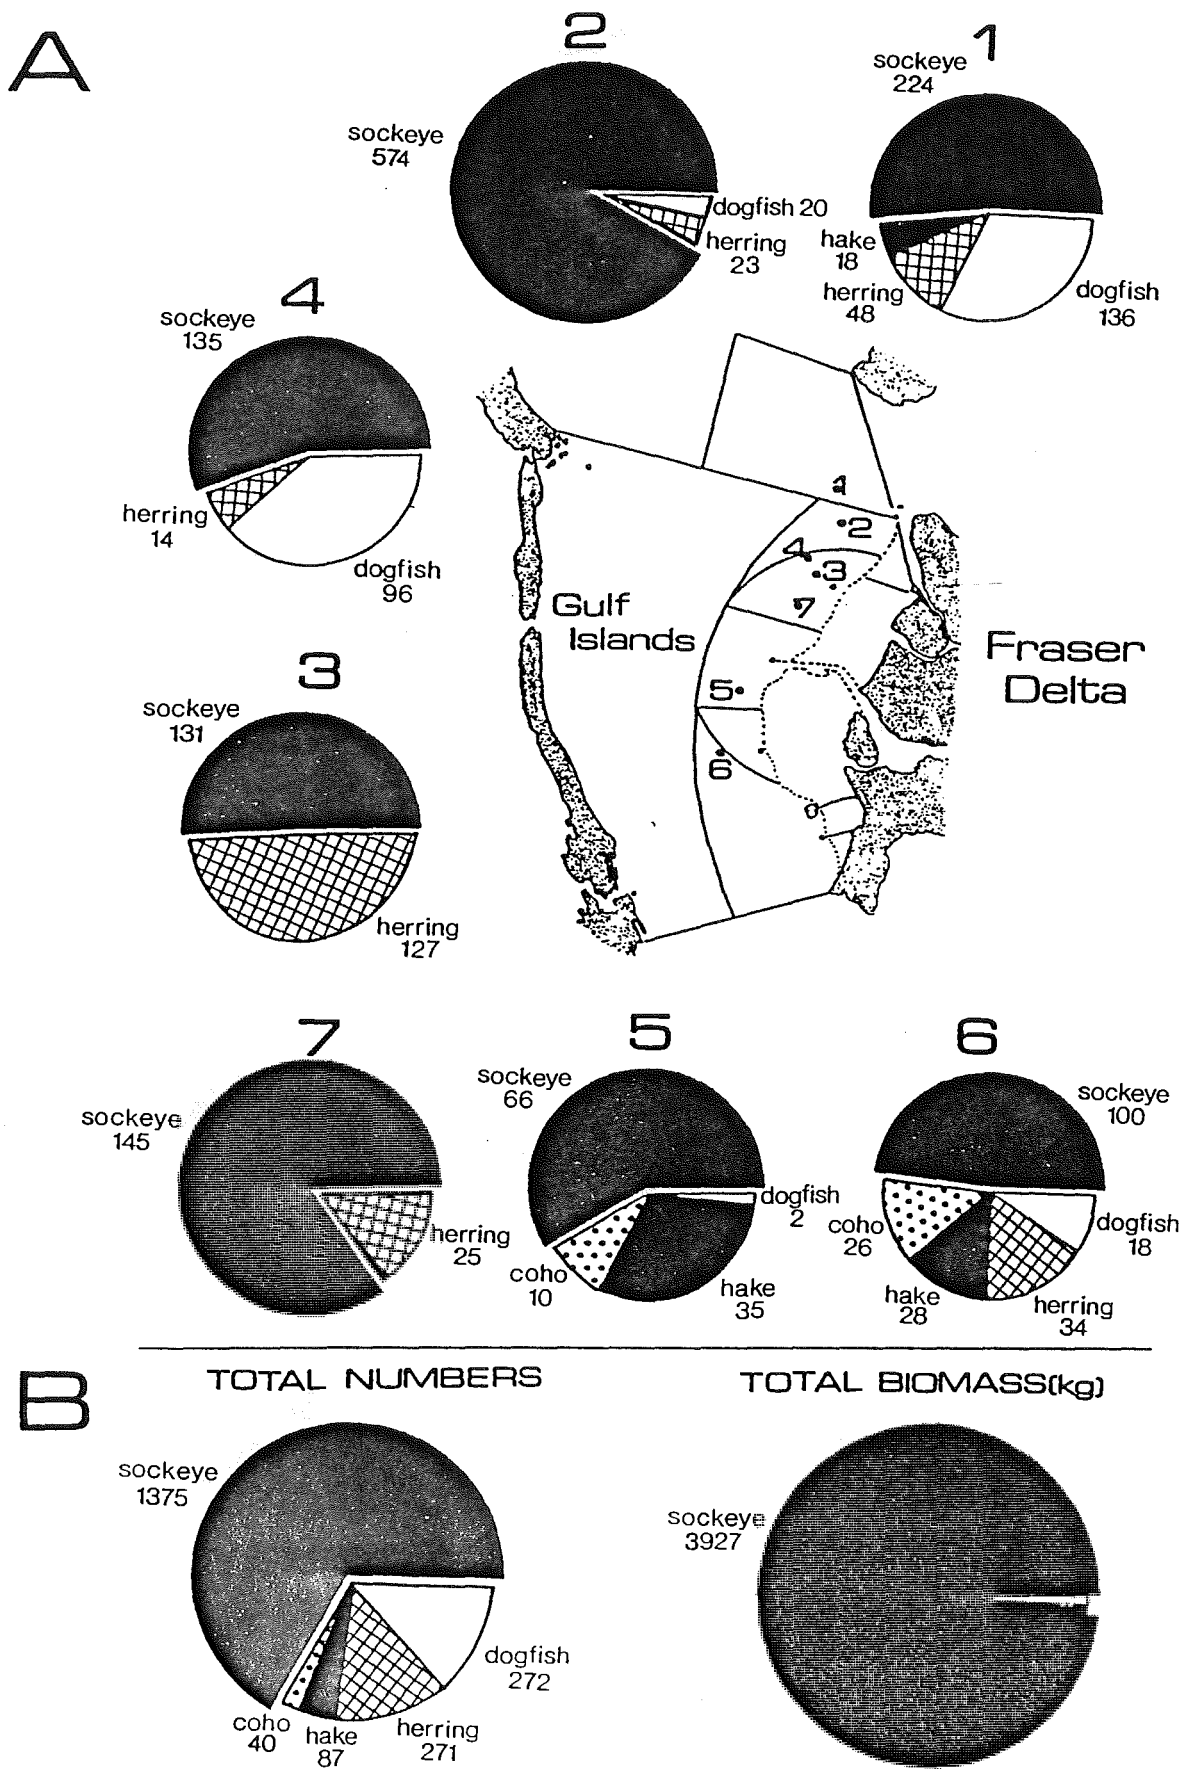 A
2
sockeye
574
dogfish 20
herring
23
1
sockeye
224
hake
18
herring
48
dogfish
136
4
sockeye
135
herring
14
dogfish
96
3
sockeye
131
herring
127
1
2
4
3
7
5
6
Gulf
Islands
Fraser
Delta
7
sockeye
145
herring
25
5
sockeye
66
dogfish
2
coho
10
hake
35
6
sockeye
100
coho
26
dogfish
18
hake
28
herring
34
B
TOTAL NUMBERS
sockeye
1375
dogfish
272
coho
40
hake
87
herring
271
TOTAL BIOMASS(kg)
sockeye
3927